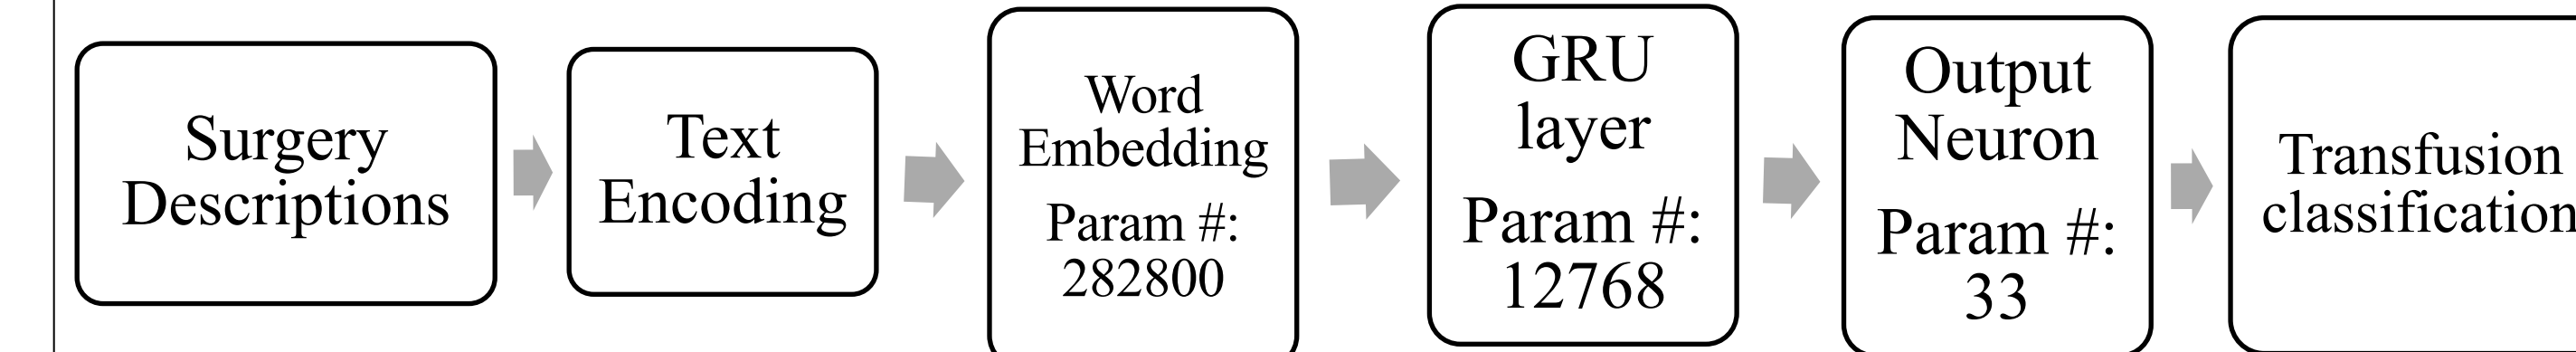 Surgery
Descriptions
Text
Encoding
Word
Embedding
Param #:
282800
GRU
layer
Param #:
12768
Output
Neuron
Param #:
33
Transfusion
classification